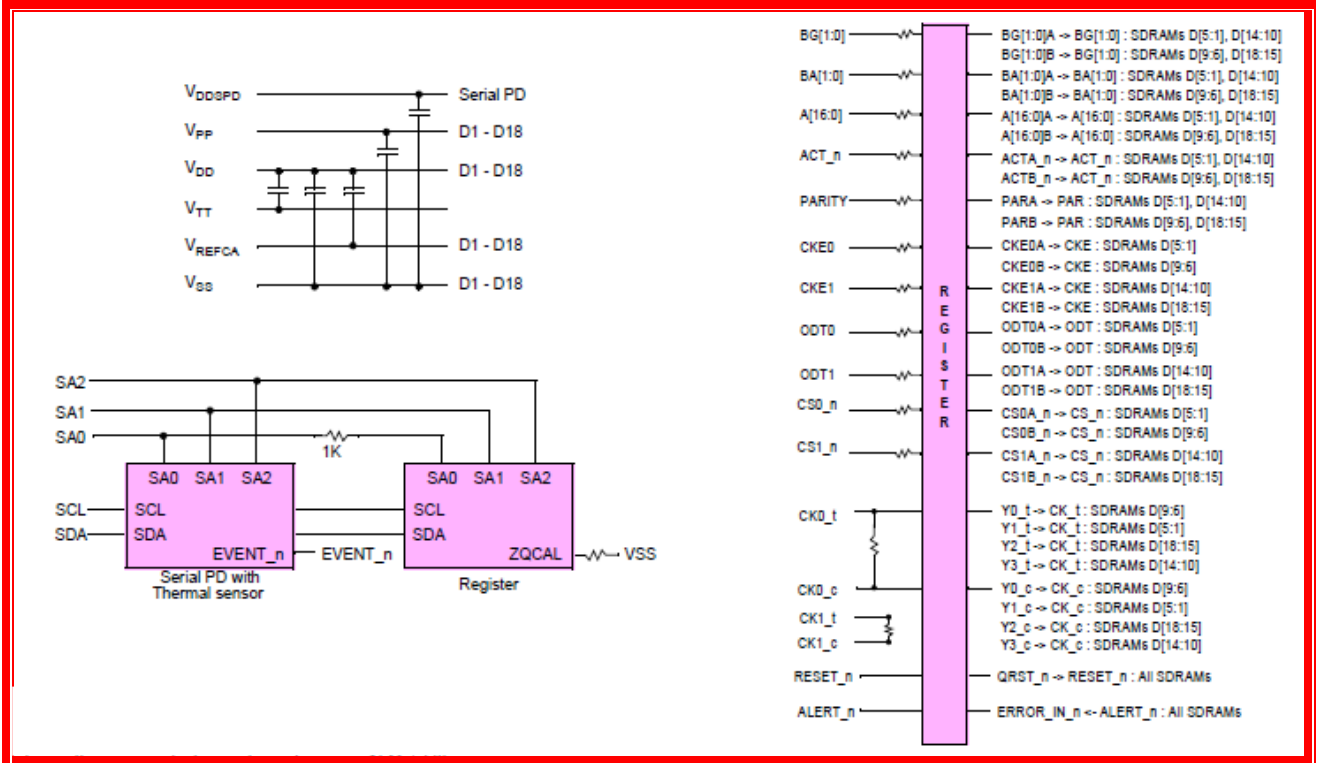 V_DDSPD Serial PD
V_PP D1 - D18
V_DD D1 - D18
V_TT
V_REFCA D1 - D18
V_SS D1 - D18
SA2
SA1
SA0
1K
SA0 SA1 SA2
SA0 SA1 SA2
SCL SCL SCL
SDA SDA SDA
EVENT_n EVENT_n ZQCAL VSS
Serial PD with
Thermal sensor
Register
BG[1:0] BG[1:0]A -> BG[1:0] : SDRAMs D[5:1], D[14:10]
BG[1:0]B -> BG[1:0] : SDRAMs D[9:6], D[18:15]
BA[1:0] BA[1:0]A -> BA[1:0] : SDRAMs D[5:1], D[14:10]
BA[1:0]B -> BA[1:0] : SDRAMs D[9:6], D[18:15]
A[16:0] A[16:0]A -> A[16:0] : SDRAMs D[5:1], D[14:10]
A[16:0]B -> A[16:0] : SDRAMs D[9:6], D[18:15]
ACT_n ACTA_n -> ACT_n : SDRAMs D[5:1], D[14:10]
ACTB_n -> ACT_n : SDRAMs D[9:6], D[18:15]
PARITY PARA -> PAR : SDRAMs D[5:1], D[14:10]
PARB -> PAR : SDRAMs D[9:6], D[18:15]
CKE0 CKE0A -> CKE : SDRAMs D[5:1]
CKE0B -> CKE : SDRAMs D[9:6]
CKE1 CKE1A -> CKE : SDRAMs D[14:10]
CKE1B -> CKE : SDRAMs D[18:15]
ODT0 ODT0A -> ODT : SDRAMs D[5:1]
ODT0B -> ODT : SDRAMs D[9:6]
ODT1 ODT1A -> ODT : SDRAMs D[14:10]
ODT1B -> ODT : SDRAMs D[18:15]
CS0_n CS0A_n -> CS_n : SDRAMs D[5:1]
CS0B_n -> CS_n : SDRAMs D[9:6]
CS1_n CS1A_n -> CS_n : SDRAMs D[14:10]
CS1B_n -> CS_n : SDRAMs D[18:15]
REGISTER
CK0_t Y0_t -> CK_t : SDRAMs D[9:6]
Y1_t -> CK_t : SDRAMs D[5:1]
Y2_t -> CK_t : SDRAMs D[18:15]
Y3_t -> CK_t : SDRAMs D[14:10]
CK0_c Y0_c -> CK_c : SDRAMs D[9:6]
Y1_c -> CK_c : SDRAMs D[5:1]
CK1_t
Y2_c -> CK_c : SDRAMs D[18:15]
CK1_c Y3_c -> CK_c : SDRAMs D[14:10]
RESET_n QRST_n -> RESET_n : All SDRAMs
ALERT_n ERROR_IN_n <- ALERT_n : All SDRAMs